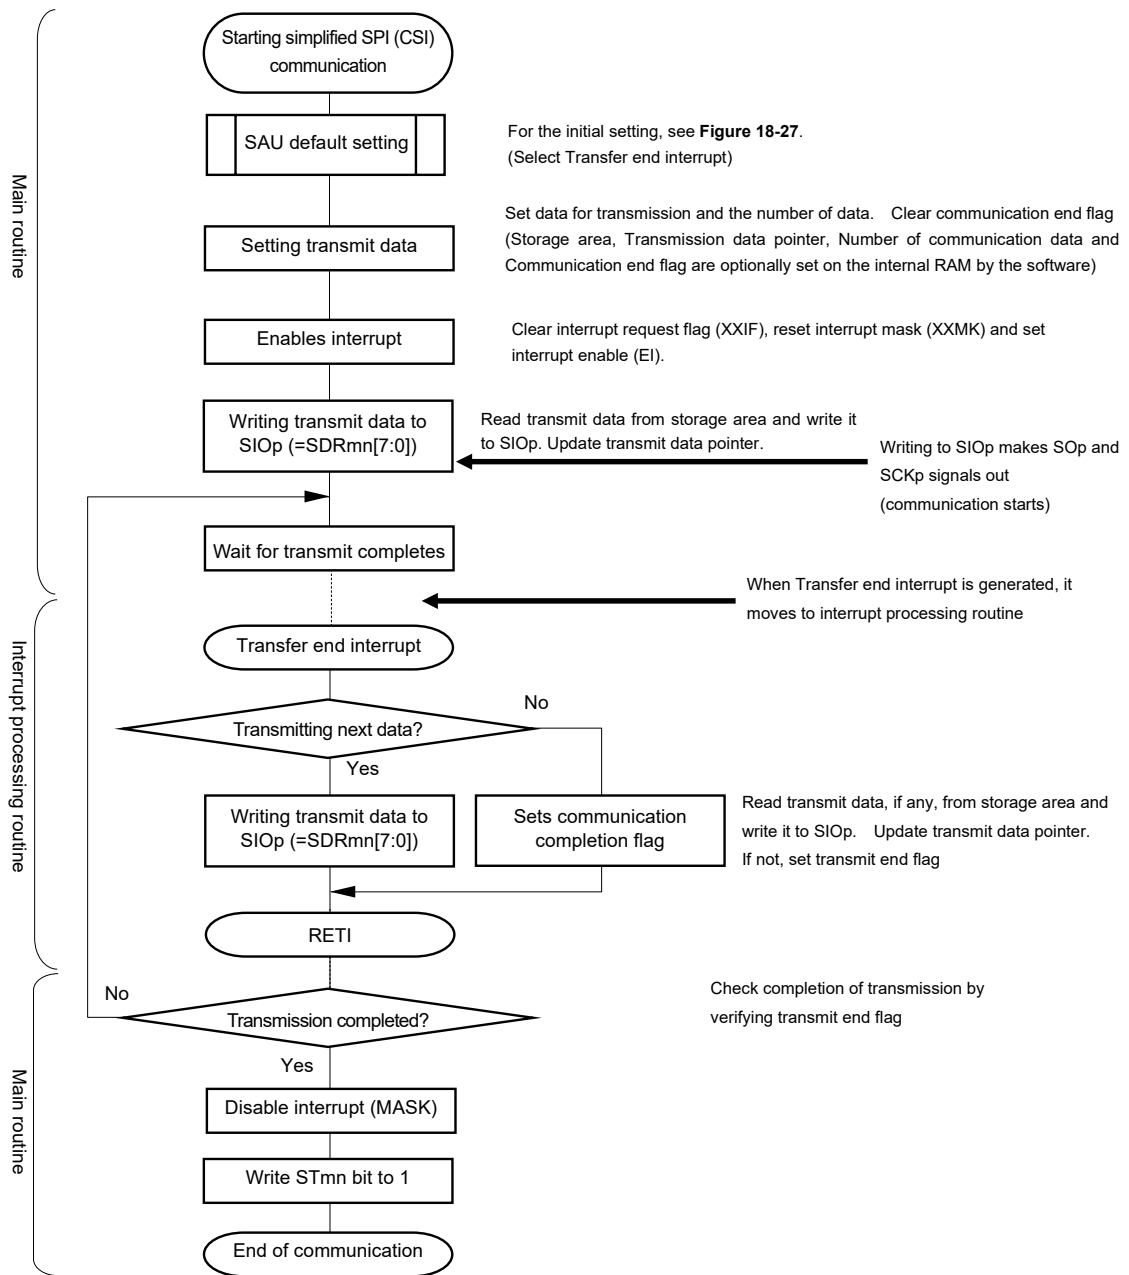 Starting simplified SPI (CSI)
communication
SAU default setting
For the initial setting, see Figure 18-27.
(Select Transfer end interrupt)
Main routine
Set data for transmission and the number of data. Clear communication end flag
(Storage area, Transmission data pointer, Number of communication data and
Communication end flag are optionally set on the internal RAM by the software)
Setting transmit data
Enables interrupt
Clear interrupt request flag (XXIF), reset interrupt mask (XXMK) and set
interrupt enable (EI).
Writing transmit data to
SIOp (=SDRmn[7:0])
Read transmit data from storage area and write it
to SIOp. Update transmit data pointer.
Writing to SIOp makes SOp and
SCKp signals out
(communication starts)
Wait for transmit completes
When Transfer end interrupt is generated, it
moves to interrupt processing routine
Interrupt processing routine
Transfer end interrupt
Transmitting next data?
No
Yes
Writing transmit data to
SIOp (=SDRmn[7:0])
Sets communication
completion flag
Read transmit data, if any, from storage area and
write it to SIOp. Update transmit data pointer.
If not, set transmit end flag
RETI
Main routine
No
Transmission completed?
Check completion of transmission by
verifying transmit end flag
Yes
Disable interrupt (MASK)
Write STmn bit to 1
End of communication